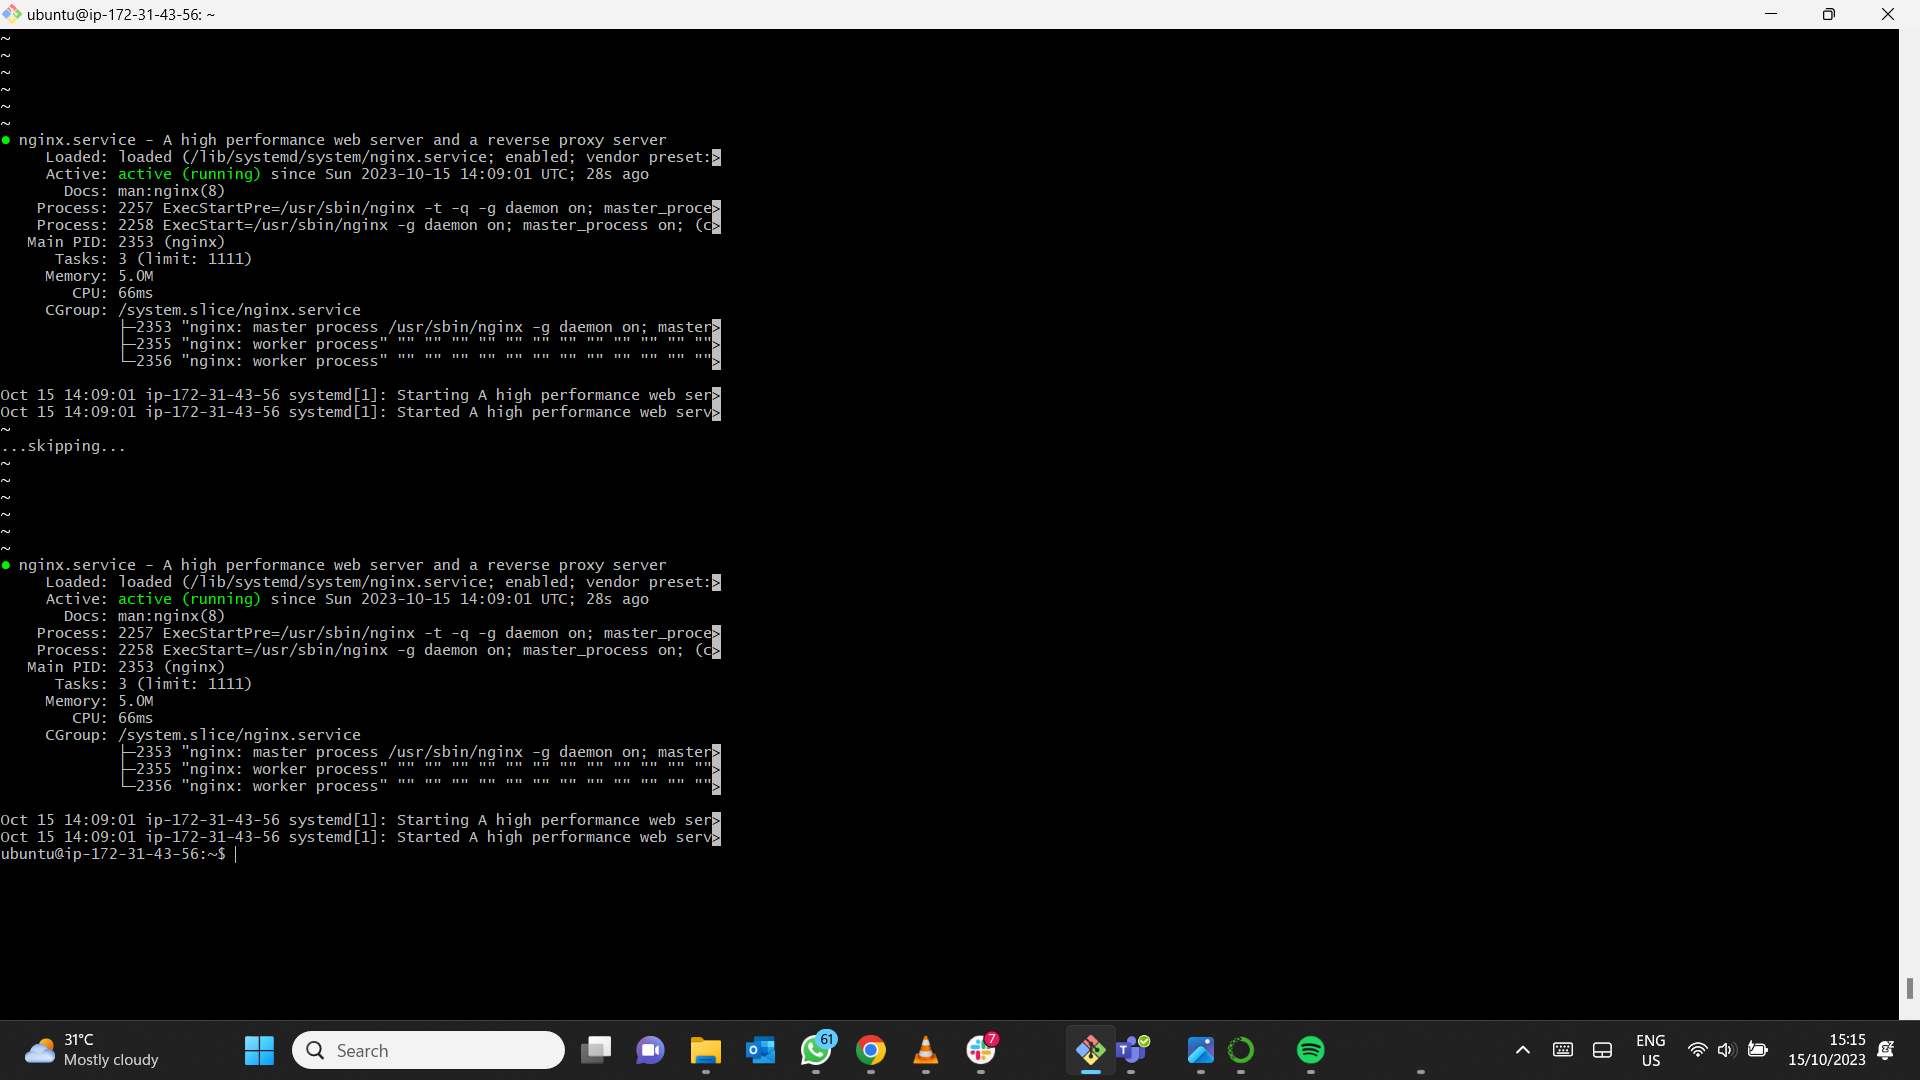 ubuntu@ip-172-31-43-56: ~
~
~
~
~
~
~
● nginx.service - A high performance web server and a reverse proxy server
     Loaded: loaded (/lib/systemd/system/nginx.service; enabled; vendor preset:>
     Active: active (running) since Sun 2023-10-15 14:09:01 UTC; 28s ago
       Docs: man:nginx(8)
    Process: 2257 ExecStartPre=/usr/sbin/nginx -t -q -g daemon on; master_proce>
    Process: 2258 ExecStart=/usr/sbin/nginx -g daemon on; master_process on; (c>
   Main PID: 2353 (nginx)
      Tasks: 3 (limit: 1111)
     Memory: 5.0M
        CPU: 66ms
     CGroup: /system.slice/nginx.service
             ├─2353 "nginx: master process /usr/sbin/nginx -g daemon on; master>
             ├─2355 "nginx: worker process" "" "" "" "" "" "" "" "" "" "" "" "">
             └─2356 "nginx: worker process" "" "" "" "" "" "" "" "" "" "" "" "">
Oct 15 14:09:01 ip-172-31-43-56 systemd[1]: Starting A high performance web ser>
Oct 15 14:09:01 ip-172-31-43-56 systemd[1]: Started A high performance web serv>
~
...skipping...
~
~
~
~
~
~
● nginx.service - A high performance web server and a reverse proxy server
     Loaded: loaded (/lib/systemd/system/nginx.service; enabled; vendor preset:>
     Active: active (running) since Sun 2023-10-15 14:09:01 UTC; 28s ago
       Docs: man:nginx(8)
    Process: 2257 ExecStartPre=/usr/sbin/nginx -t -q -g daemon on; master_proce>
    Process: 2258 ExecStart=/usr/sbin/nginx -g daemon on; master_process on; (c>
   Main PID: 2353 (nginx)
      Tasks: 3 (limit: 1111)
     Memory: 5.0M
        CPU: 66ms
     CGroup: /system.slice/nginx.service
             ├─2353 "nginx: master process /usr/sbin/nginx -g daemon on; master>
             ├─2355 "nginx: worker process" "" "" "" "" "" "" "" "" "" "" "" "">
             └─2356 "nginx: worker process" "" "" "" "" "" "" "" "" "" "" "" "">
Oct 15 14:09:01 ip-172-31-43-56 systemd[1]: Starting A high performance web ser>
Oct 15 14:09:01 ip-172-31-43-56 systemd[1]: Started A high performance web serv>
ubuntu@ip-172-31-43-56:~$
31°C
Mostly cloudy
Search
61
7
ENG
US
15:15
15/10/2023